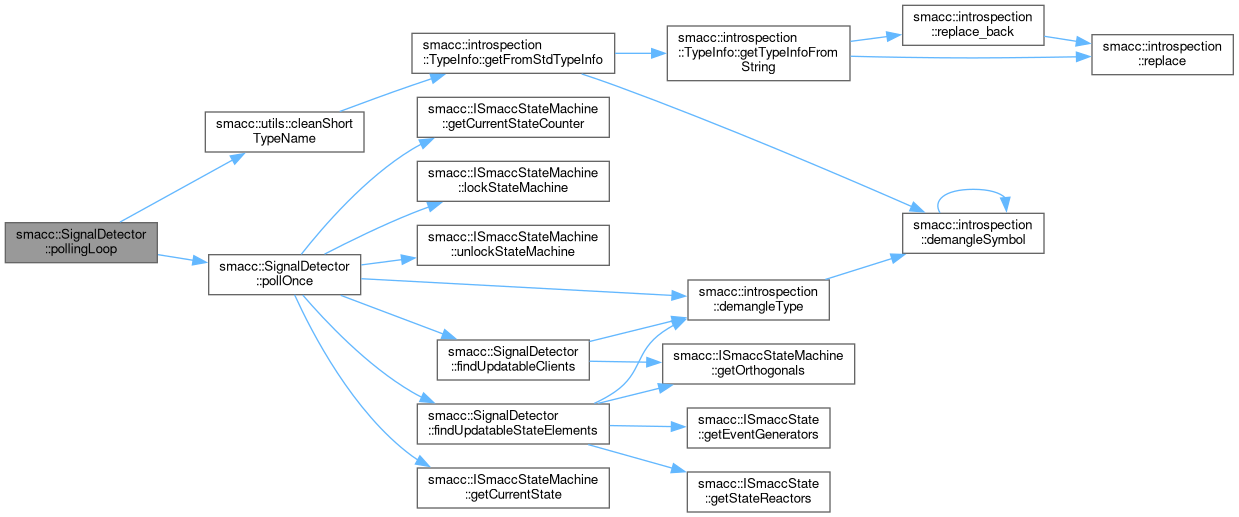 smacc::SignalDetector
::pollingLoop
smacc::utils::cleanShort
TypeName
smacc::introspection
::TypeInfo::getFromStdTypeInfo
smacc::introspection
::TypeInfo::getTypeInfoFrom
String
smacc::introspection
::replace_back
smacc::introspection
::replace
smacc::introspection
::demangleSymbol
smacc::SignalDetector
::pollOnce
smacc::ISmaccStateMachine
::getCurrentStateCounter
smacc::ISmaccStateMachine
::lockStateMachine
smacc::ISmaccStateMachine
::unlockStateMachine
smacc::introspection
::demangleType
smacc::SignalDetector
::findUpdatableClients
smacc::ISmaccStateMachine
::getOrthogonals
smacc::SignalDetector
::findUpdatableStateElements
smacc::ISmaccState
::getEventGenerators
smacc::ISmaccState
::getStateReactors
smacc::ISmaccStateMachine
::getCurrentState